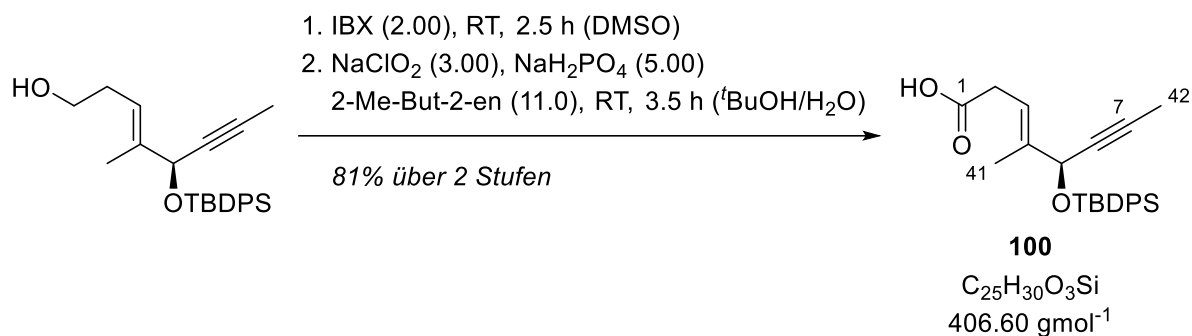 1. IBX (2.00), RT, 2.5 h (DMSO)
2. NaClO₂ (3.00), NaH₂PO₄ (5.00)
2-Me-But-2-en (11.0), RT, 3.5 h (ᵗBuOH/H₂O)
81% über 2 Stufen
HO
OTBDPS
HO
1
O
41
7
42
OTBDPS
100
C₂₅H₃₀O₃Si
406.60 gmol⁻¹